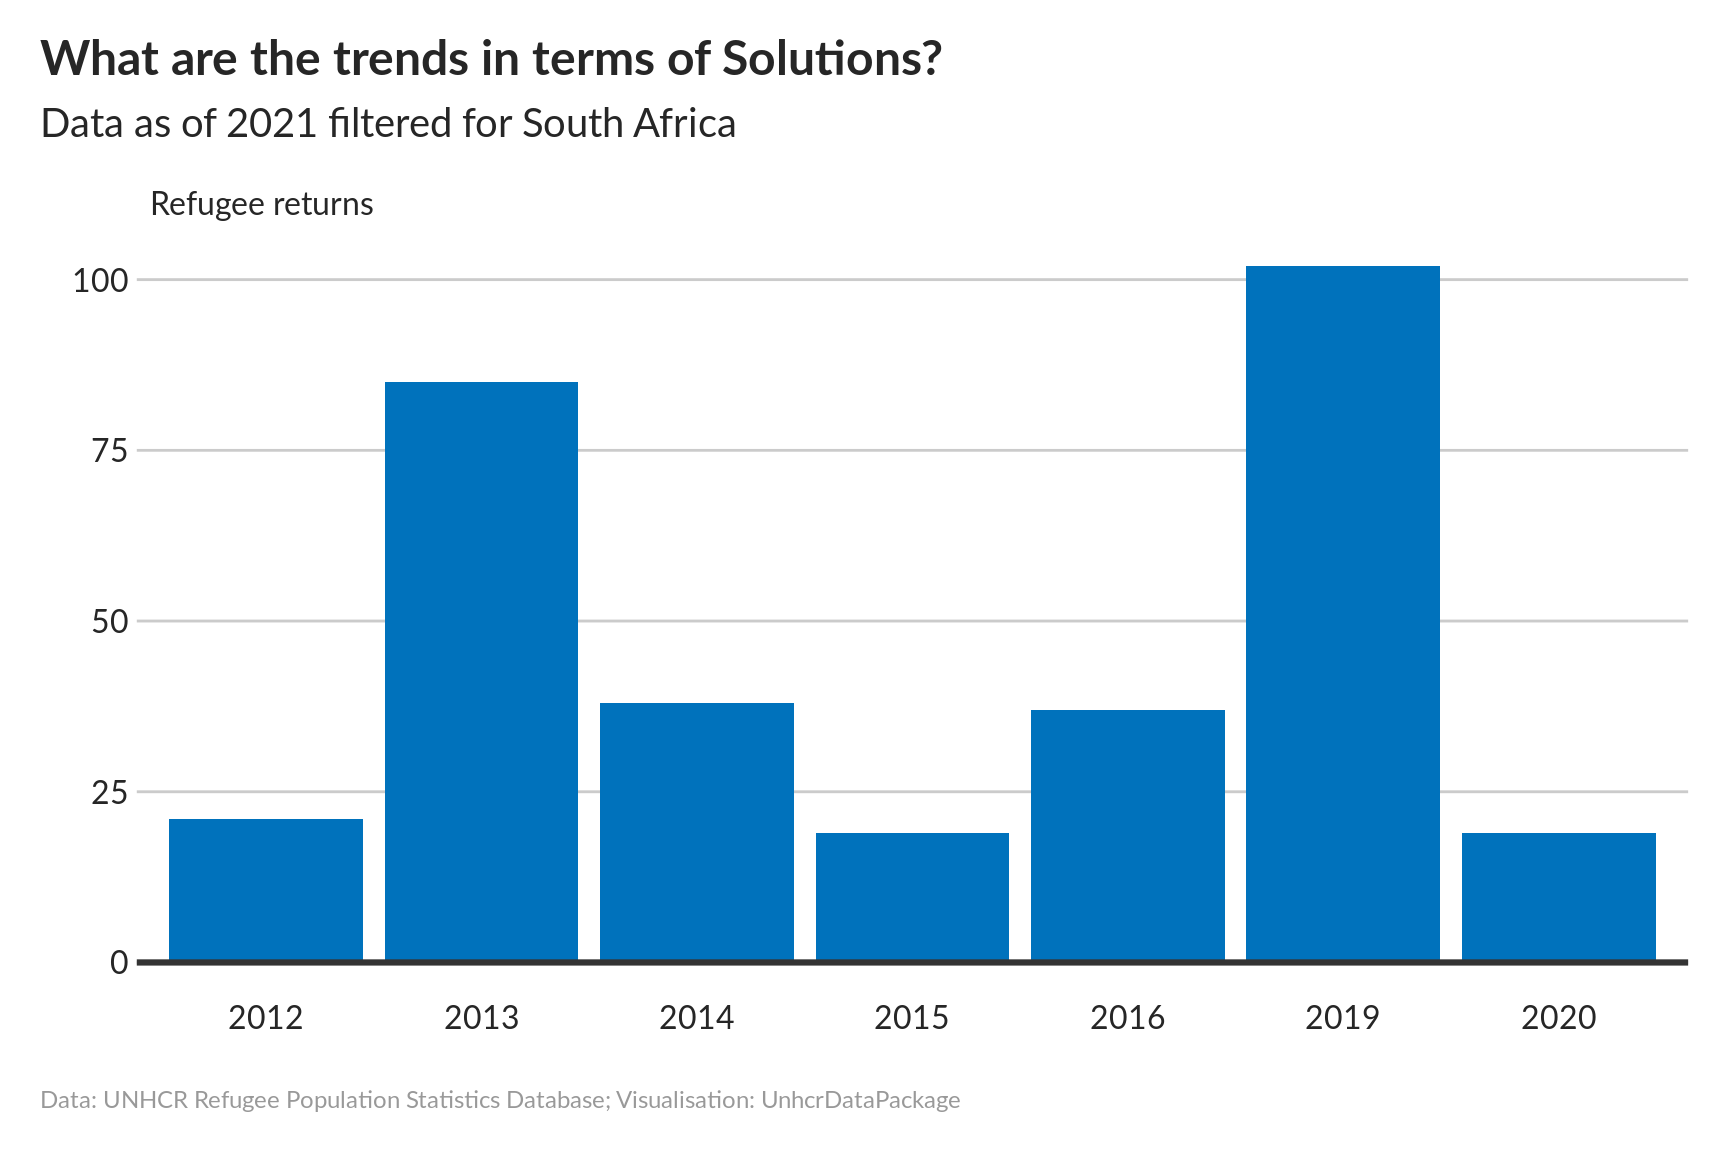 What are the trends in terms of Solutions?
Data as of 2021 filtered for South Africa
Refugee returns
100
75
50
25
0
2012 2013 2014 2015 2016 2019 2020
Data: UNHCR Refugee Population Statistics Database; Visualisation: UnhcrDataPackage